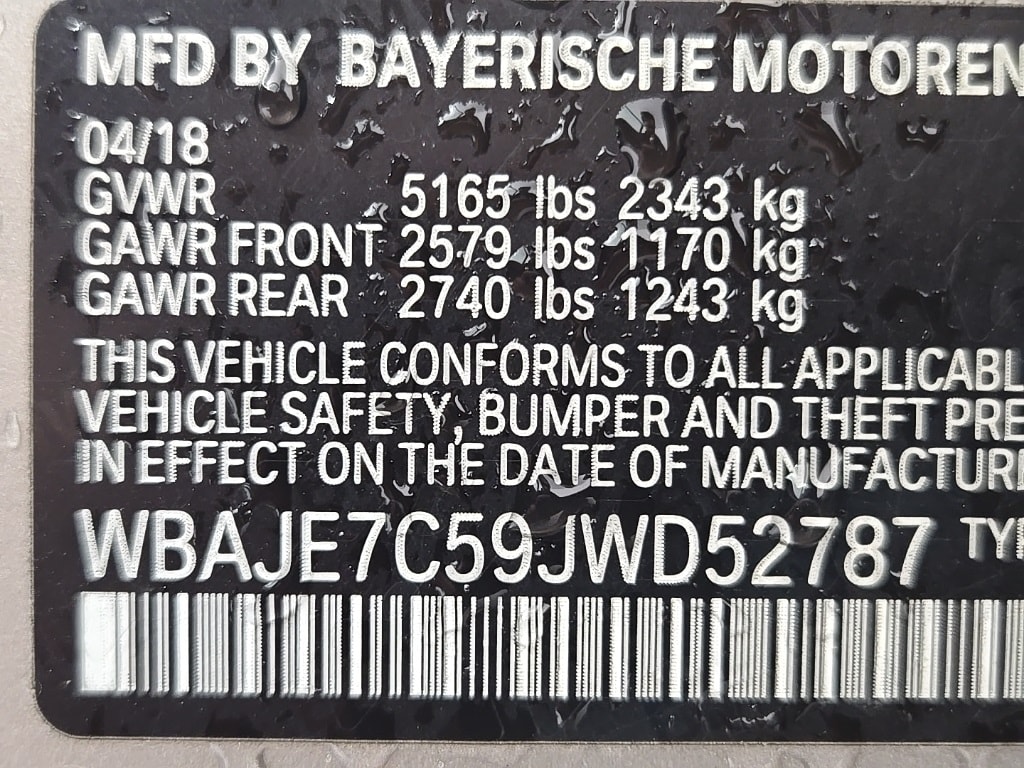 MFD BY BAYERISCHE MOTOREN
04/18
GVWR 5165 lbs 2343 kg
GAWR FRONT 2579 lbs 1170 kg
GAWR REAR 2740 lbs 1243 kg
THIS VEHICLE CONFORMS TO ALL APPLICABL
VEHICLE SAFETY, BUMPER AND THEFT PRE
IN EFFECT ON THE DATE OF MANUFACTUR
WBAJE7C59JWD52787 TYP